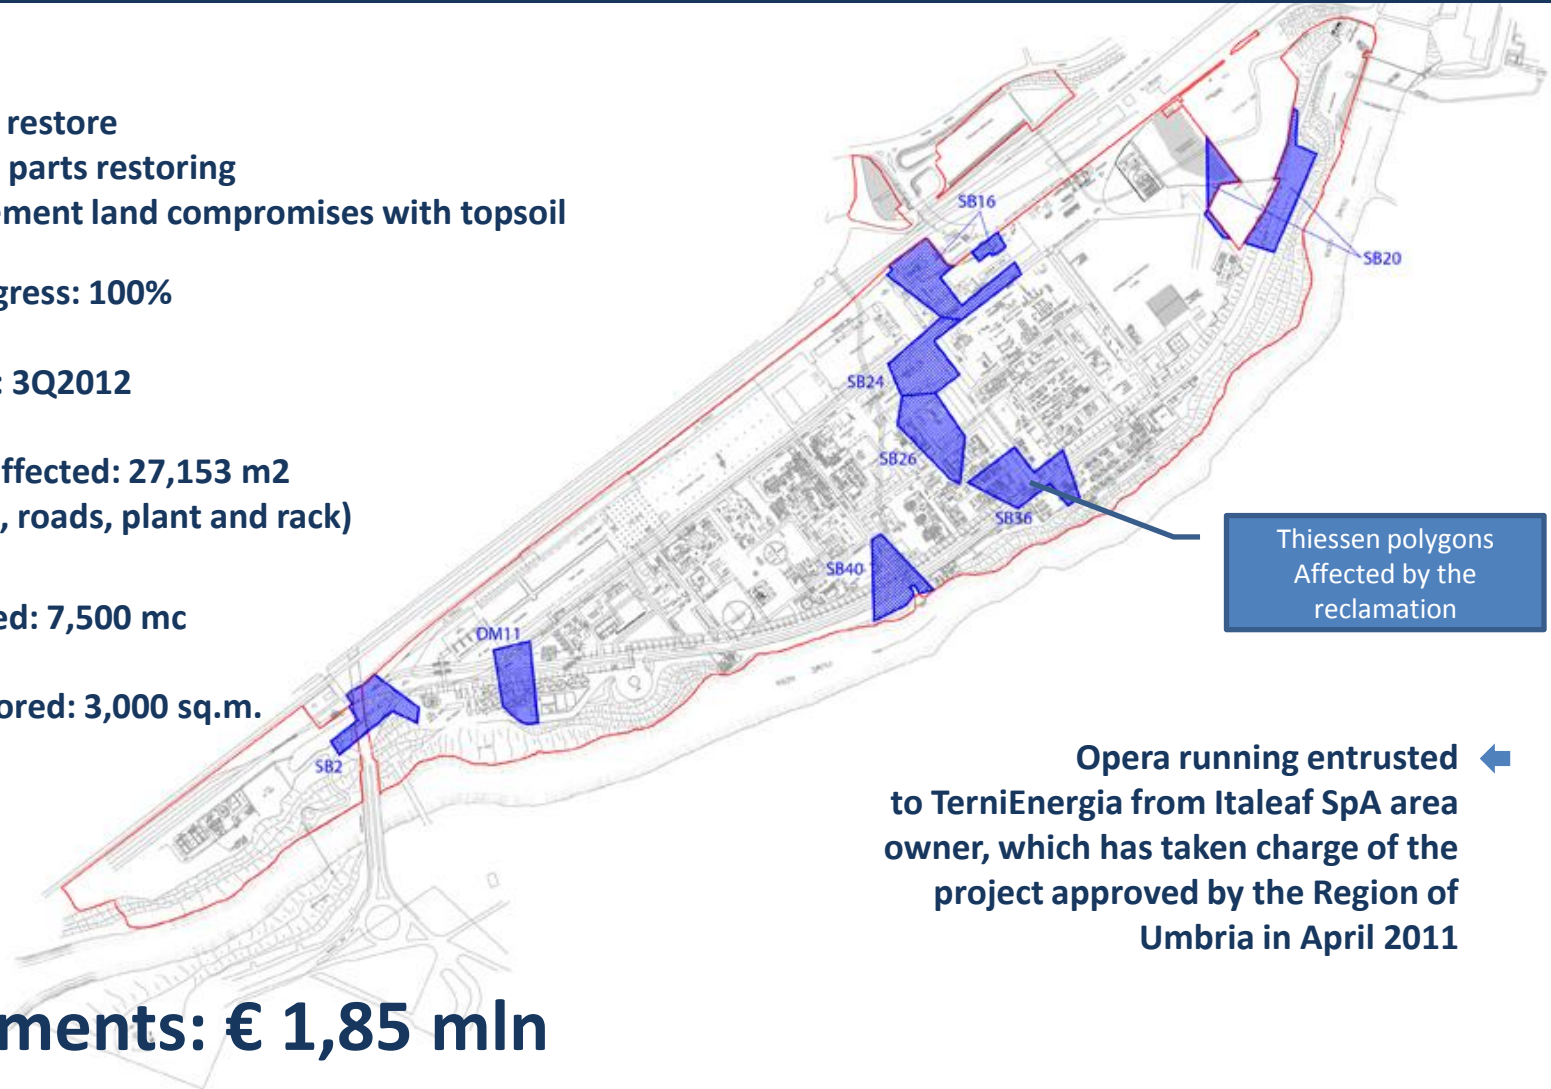 restore
parts restoring
ement land compromises with topsoil
gress: 100%
: 3Q2012
ffected: 27,153 m2
, roads, plant and rack)
ed: 7,500 mc
ored: 3,000 sq.m.
SB16
SB20
SB24
SB26
SB36
SB40
DM11
SB2
Thiessen polygons
Affected by the
reclamation
Opera running entrusted
to TerniEnergia from Italeaf SpA area
owner, which has taken charge of the
project approved by the Region of
Umbria in April 2011
ments: € 1,85 mln